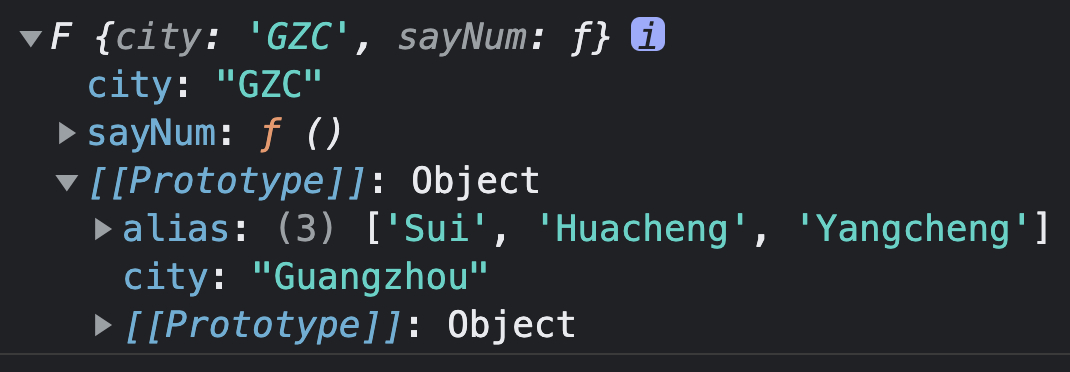 ▼F {city: 'GZC', sayNum: ƒ} i
city: "GZC"
▶sayNum: ƒ ()
▼[[Prototype]]: Object
▶alias: (3) ['Sui', 'Huacheng', 'Yangcheng']
city: "Guangzhou"
▶[[Prototype]]: Object